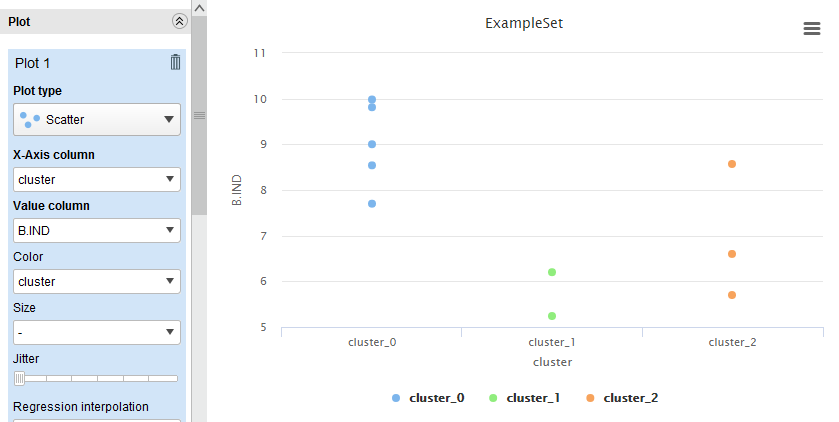 Plot
Plot 1
Plot type
Scatter
X-Axis column
cluster
Value column
B.IND
Color
cluster
Size
-
Jitter
Regression interpolation
ExampleSet
11
10
9
8
7
6
5
B.IND
cluster_0 cluster_1 cluster_2
cluster
cluster_0 cluster_1 cluster_2